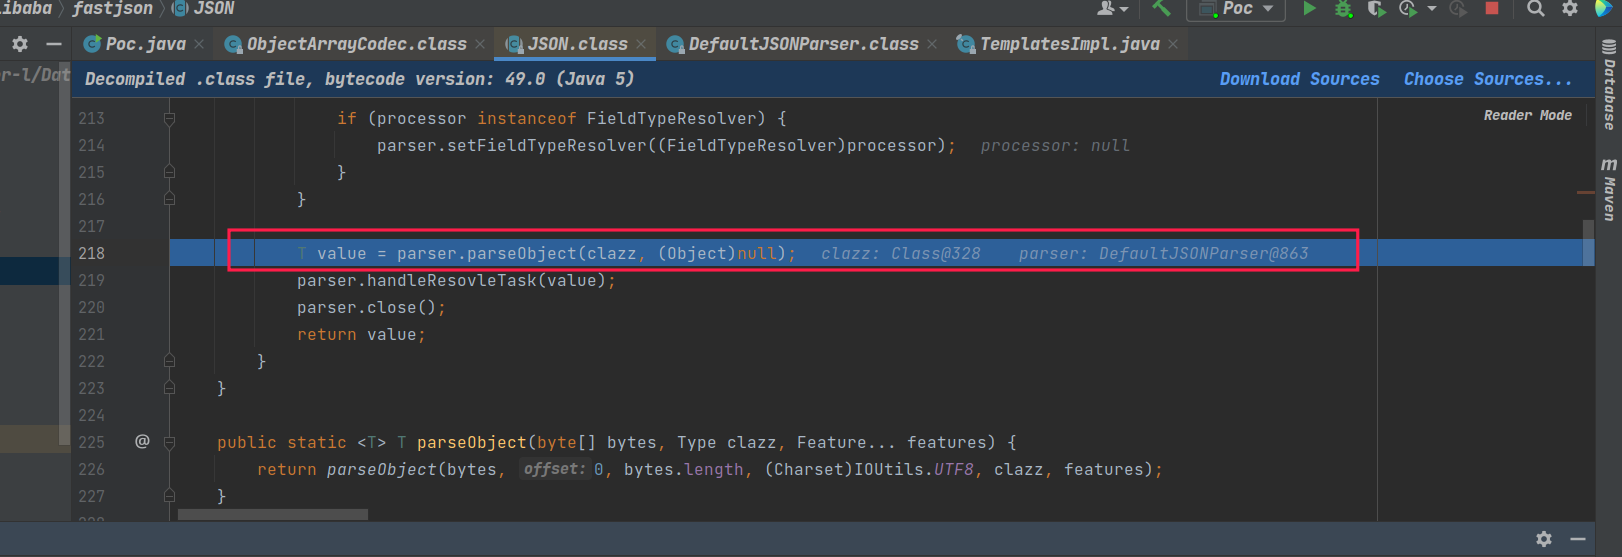 libaba > fastjson > JSON
Poc
Poc.java ObjectArrayCodec.class JSON.class DefaultJSONParser.class TemplatesImpl.java
er-l/Dat
Decompiled .class file, bytecode version: 49.0 (Java 5) Download Sources Choose Sources...
Reader Mode
213 if (processor instanceof FieldTypeResolver) {
214 parser.setFieldTypeResolver((FieldTypeResolver)processor); processor: null
215 }
216 }
217
218 T value = parser.parseObject(clazz, (Object)null); clazz: Class@328 parser: DefaultJSONParser@863
219 parser.handleResovleTask(value);
220 parser.close();
221 return value;
222 }
223 }
224
225 @ public static <T> T parseObject(byte[] bytes, Type clazz, Feature... features) {
226 return parseObject(bytes, offset: 0, bytes.length, (Charset)IOUtils.UTF8, clazz, features);
227 }
Database
m Maven